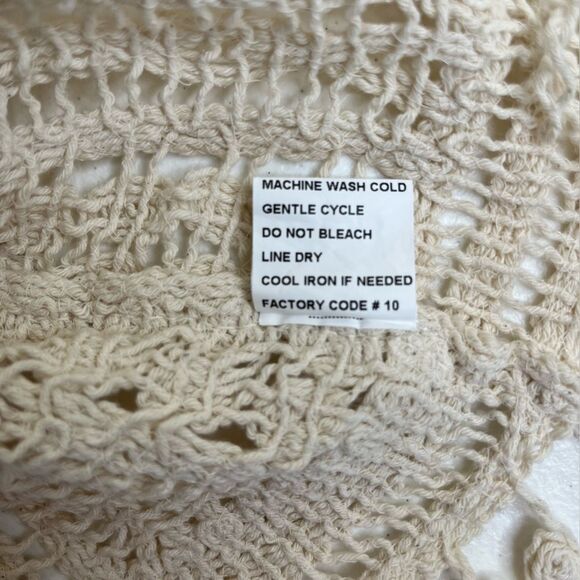 MACHINE WASH COLD
GENTLE CYCLE
DO NOT BLEACH
LINE DRY
COOL IRON IF NEEDED
FACTORY CODE # 10